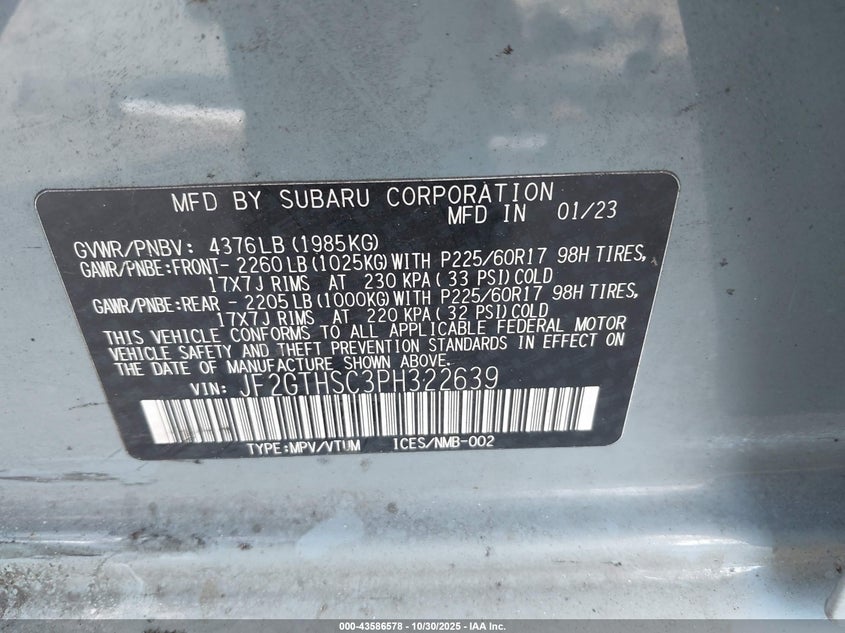 MFD BY SUBARU CORPORATION
MFD IN 01/23
GVWR/PNBV: 4376LB (1985KG)
GAWR/PNBE:FRONT- 2260 LB (1025KG) WITH P225/60R17 98H TIRES,
17X7J RIMS AT 230 KPA ( 33 PSI) COLD
GAWR/PNBE:REAR - 2205 LB (1000KG) WITH P225/60R17 98H TIRES,
17X7J RIMS AT 220 KPA ( 32 PSI) COLD
THIS VEHICLE CONFORMS TO ALL APPLICABLE FEDERAL MOTOR
VEHICLE SAFETY AND THEFT PREVENTION STANDARDS IN EFFECT ON
THE DATE OF MANUFACTURE SHOWN ABOVE.
VIN: JF2GTHSC3PH322639
TYPE:MPV/VTUM ICES/NMB-002
000-43586578 | 10/30/2025 - IAA Inc.